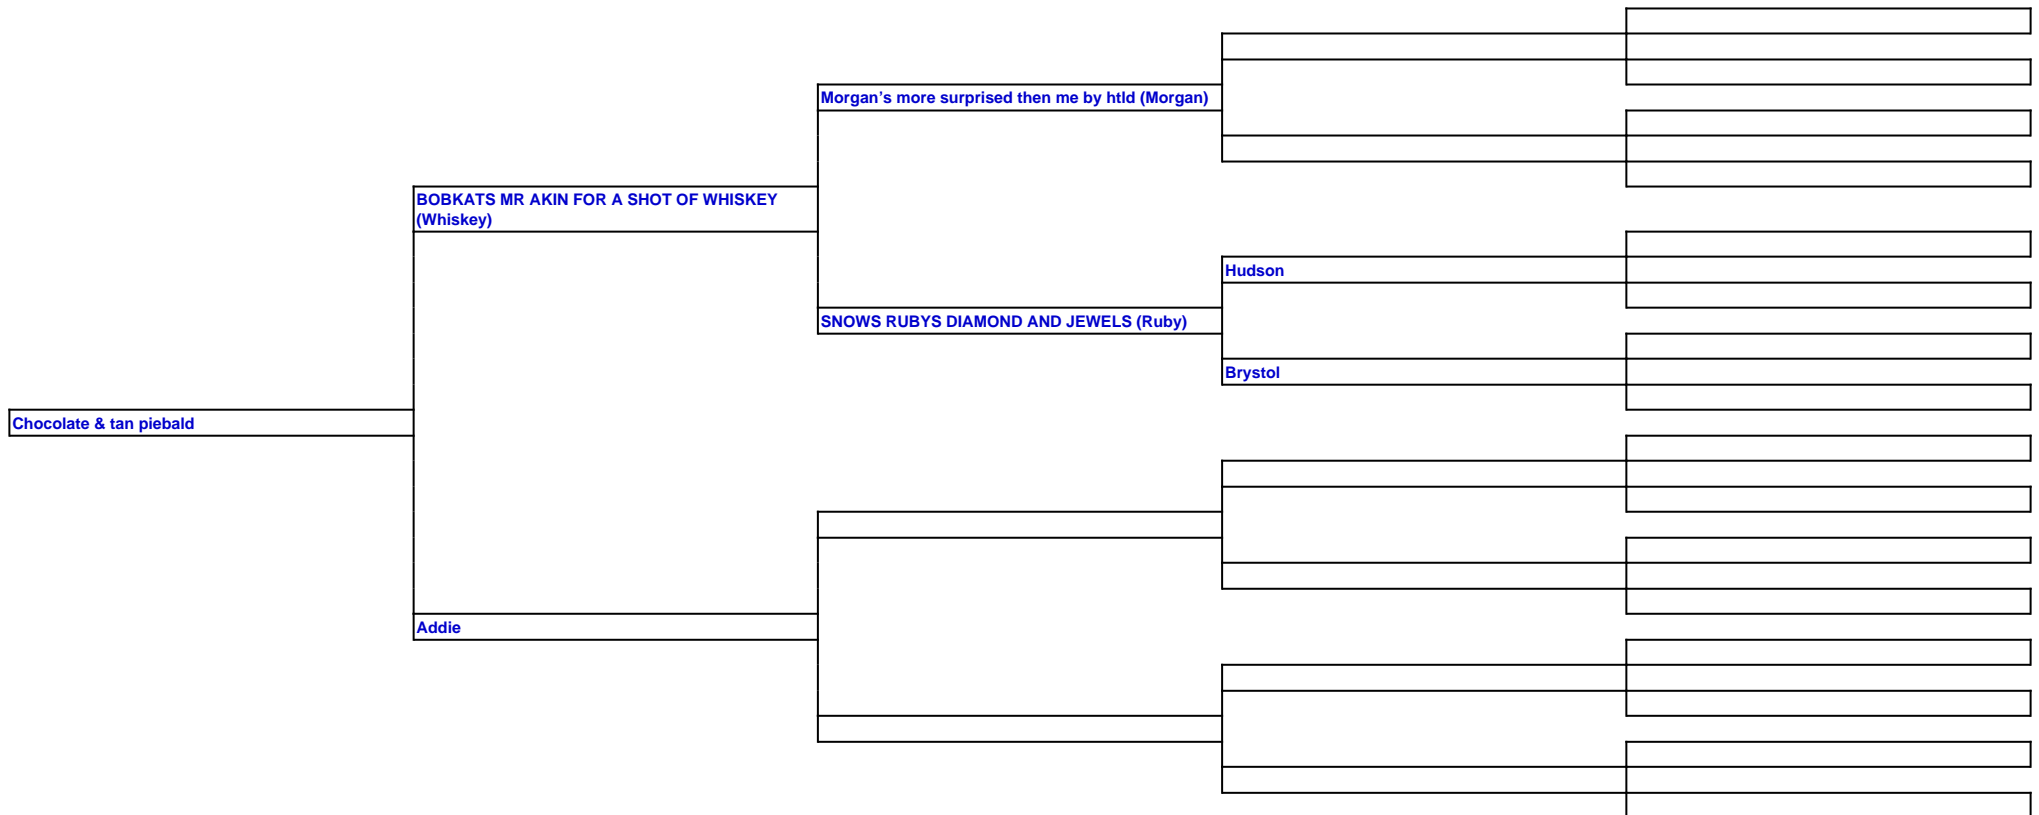 Morgan’s more surprised then me by htld (Morgan)
BOBKATS MR AKIN FOR A SHOT OF WHISKEY
(Whiskey)
Hudson
SNOWS RUBYS DIAMOND AND JEWELS (Ruby)
Brystol
Chocolate & tan piebald
Addie